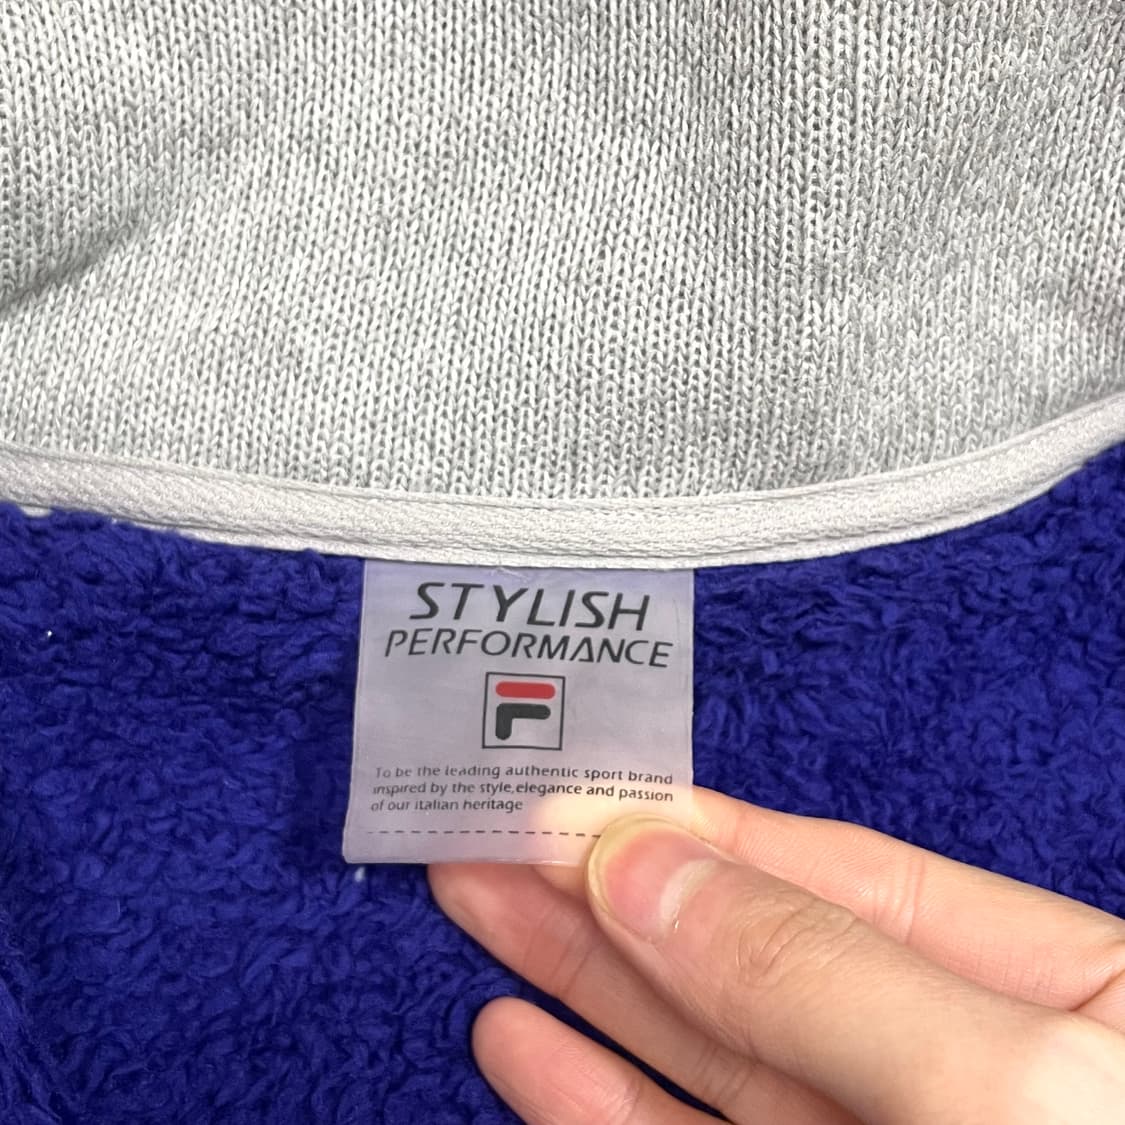 STYLISH
PERFORMANCE
F
To be the leading authentic sport brand
inspired by the style,elegance and passion
of our italian heritage